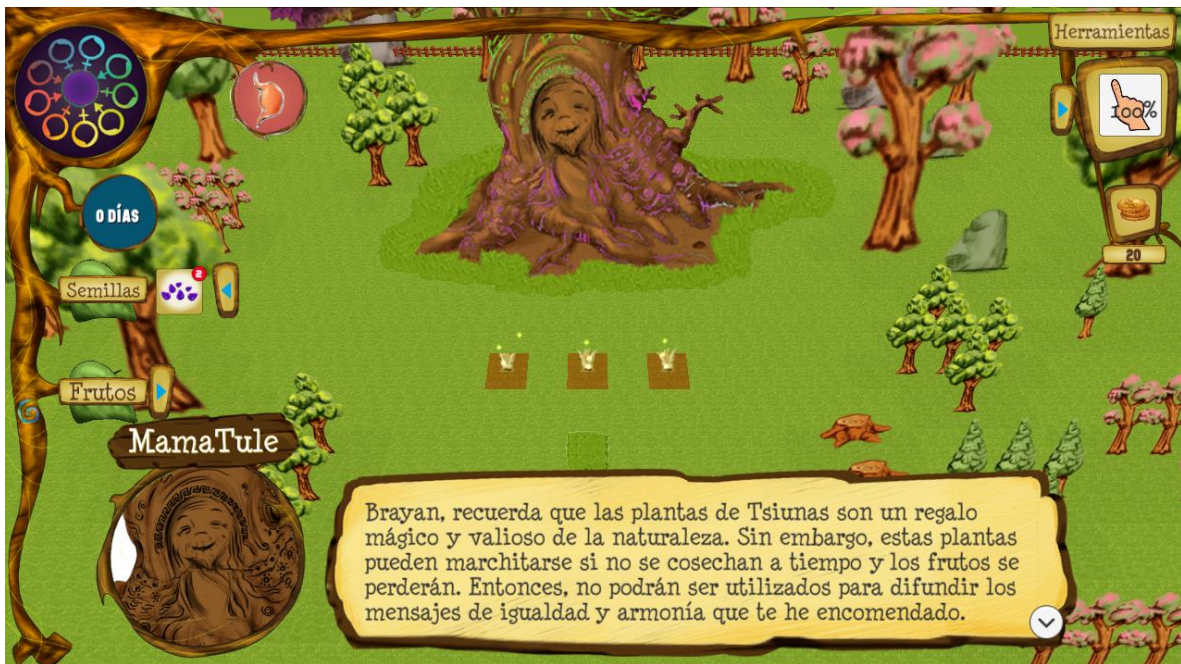 Herramientas
100%
0 DÍAS
20
Semillas
2
Frutos
MamaTule
Brayan, recuerda que las plantas de Tsiunas son un regalo
mágico y valioso de la naturaleza. Sin embargo, estas plantas
pueden marchitarse si no se cosechan a tiempo y los frutos se
perderán. Entonces, no podrán ser utilizados para difundir los
mensajes de igualdad y armonía que te he encomendado.